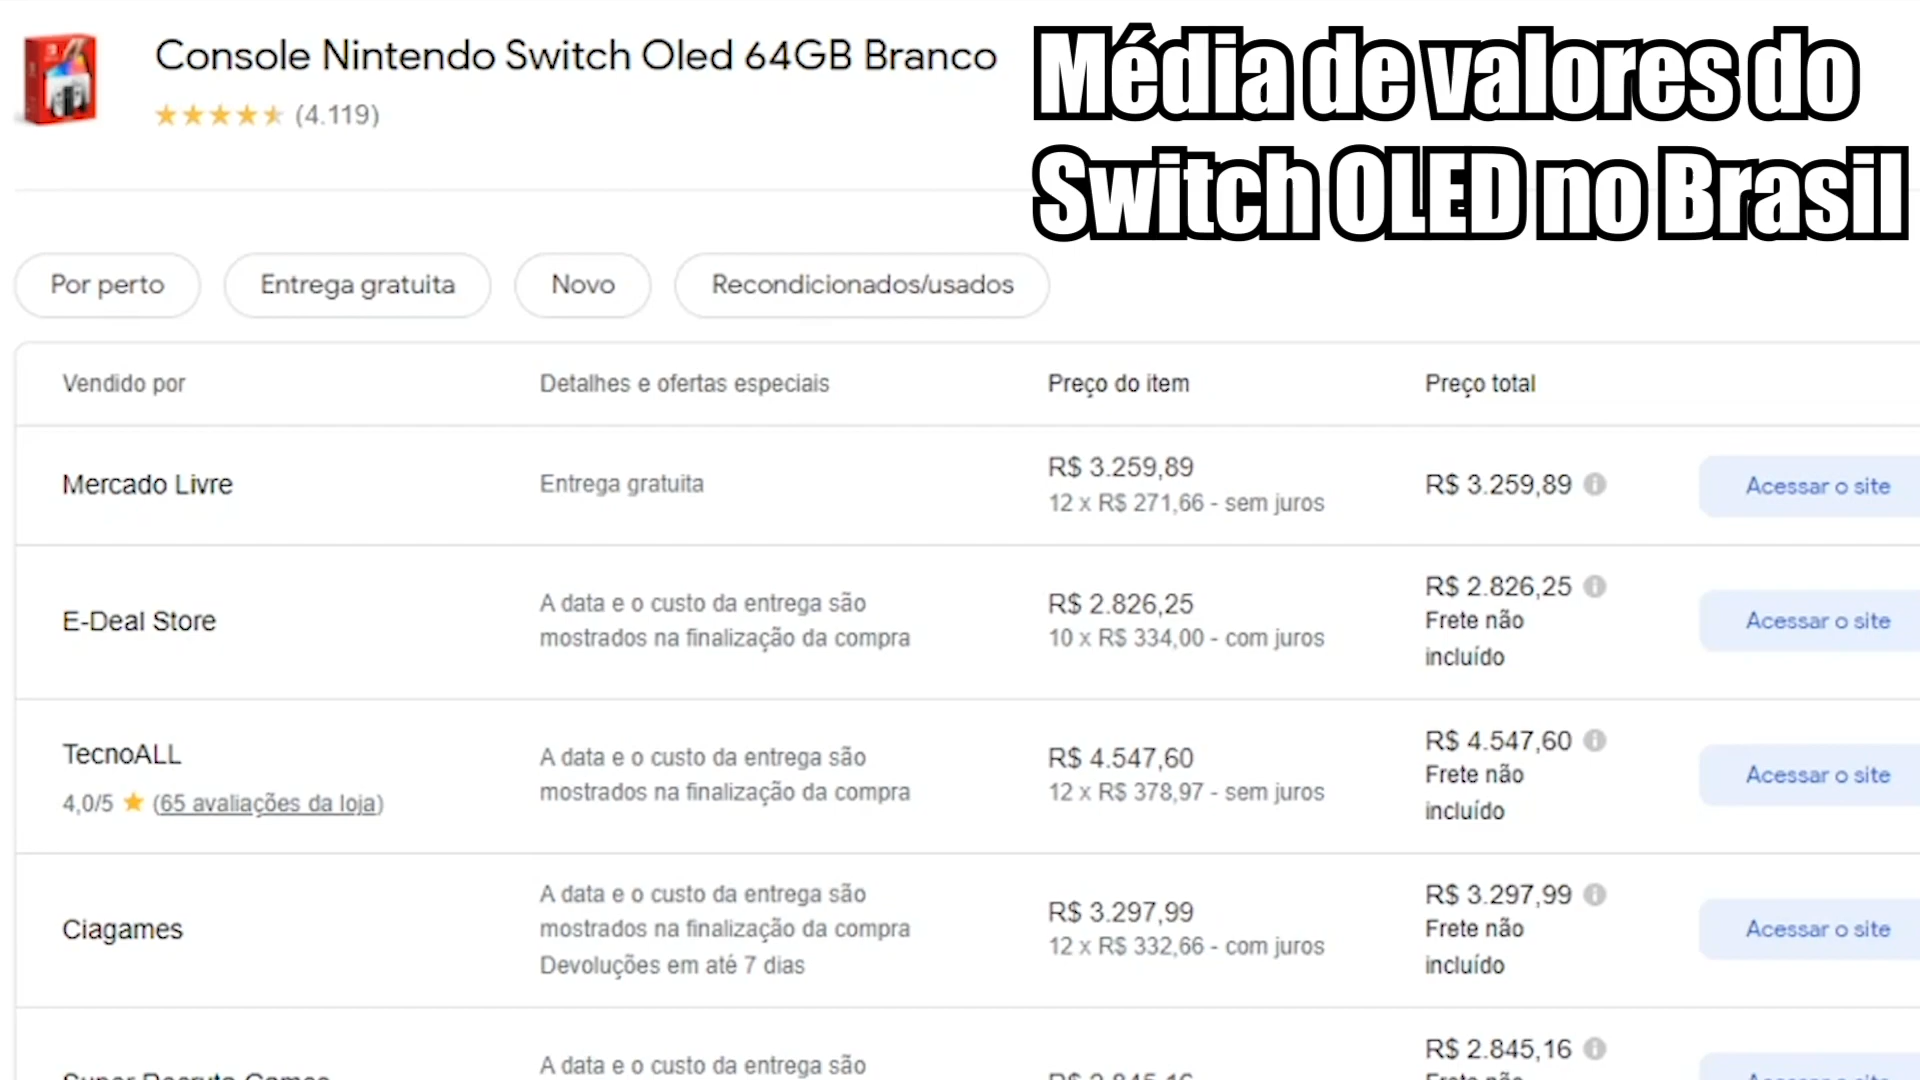 Console Nintendo Switch Oled 64GB Branco
(4.119)
Média de valores do
Switch OLED no Brasil
Por perto
Entrega gratuita
Novo
Recondicionados/usados
Vendido por
Detalhes e ofertas especiais
Preço do item
Preço total
Mercado Livre
Entrega gratuita
R$ 3.259,89
12 x R$ 271,66 - sem juros
R$ 3.259,89
Acessar o site
E-Deal Store
A data e o custo da entrega são
mostrados na finalização da compra
R$ 2.826,25
10 x R$ 334,00 - com juros
R$ 2.826,25
Frete não
incluído
Acessar o site
TecnoALL
4,0/5 ★ (65 avaliações da loja)
A data e o custo da entrega são
mostrados na finalização da compra
R$ 4.547,60
12 x R$ 378,97 - sem juros
R$ 4.547,60
Frete não
incluído
Acessar o site
Ciagames
A data e o custo da entrega são
mostrados na finalização da compra
Devoluções em até 7 dias
R$ 3.297,99
12 x R$ 332,66 - com juros
R$ 3.297,99
Frete não
incluído
Acessar o site
A data e o custo da entrega são
R$ 2.845,16
R$ 2.845,16
Frete não